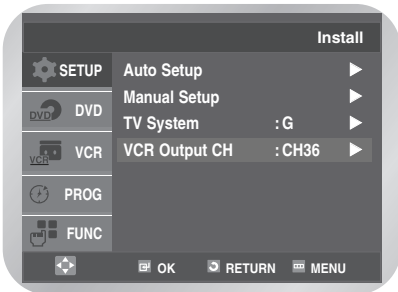 Install
SETUP
Auto Setup
Manual Setup
DVD DVD
TV System :G
VCR VCR
VCR Output CH :CH36
PROG
FUNC
OK RETURN MENU